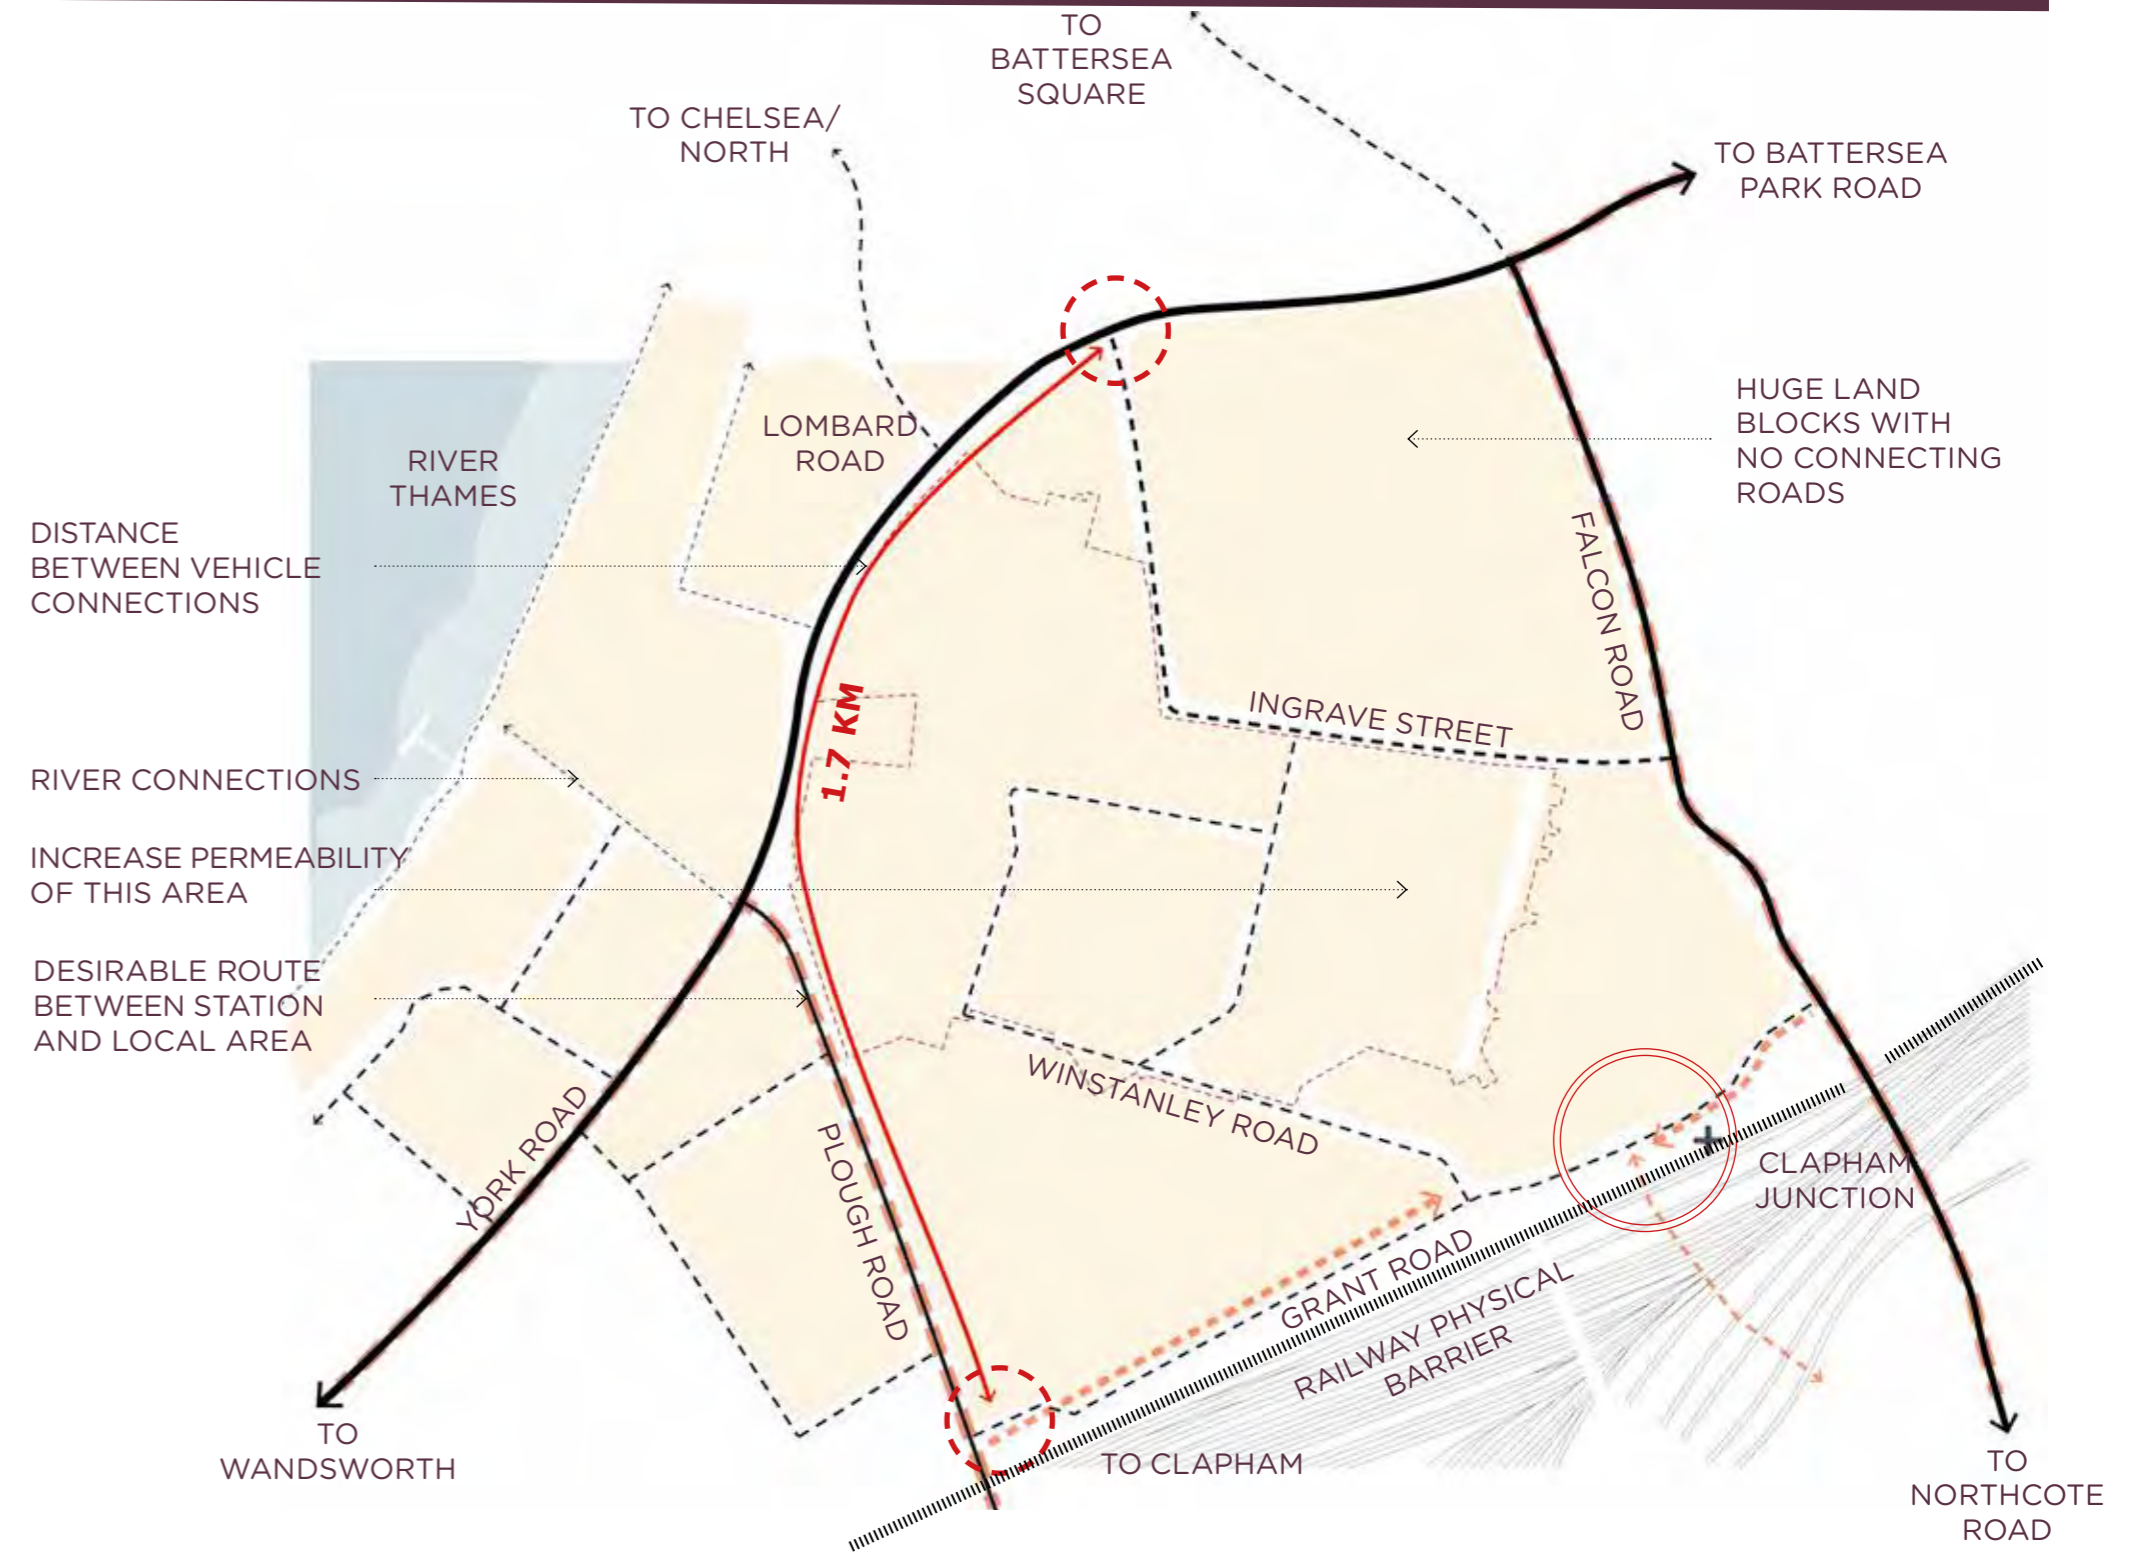 TO
BATTERSEA
SQUARE
TO CHELSEA/
NORTH
TO BATTERSEA
PARK ROAD
HUGE LAND
BLOCKS WITH
NO CONNECTING
ROADS
LOMBARD
ROAD
RIVER
THAMES
DISTANCE
BETWEEN VEHICLE
CONNECTIONS
FALCON ROAD
1.7 KM
INGRAVE STREET
RIVER CONNECTIONS
INCREASE PERMEABILITY
OF THIS AREA
DESIRABLE ROUTE
BETWEEN STATION
AND LOCAL AREA
WINSTANLEY ROAD
YORK ROAD
PLOUGH ROAD
CLAPHAM
JUNCTION
GRANT ROAD
RAILWAY PHYSICAL
BARRIER
TO
WANDSWORTH
TO CLAPHAM
TO
NORTHCOTE
ROAD